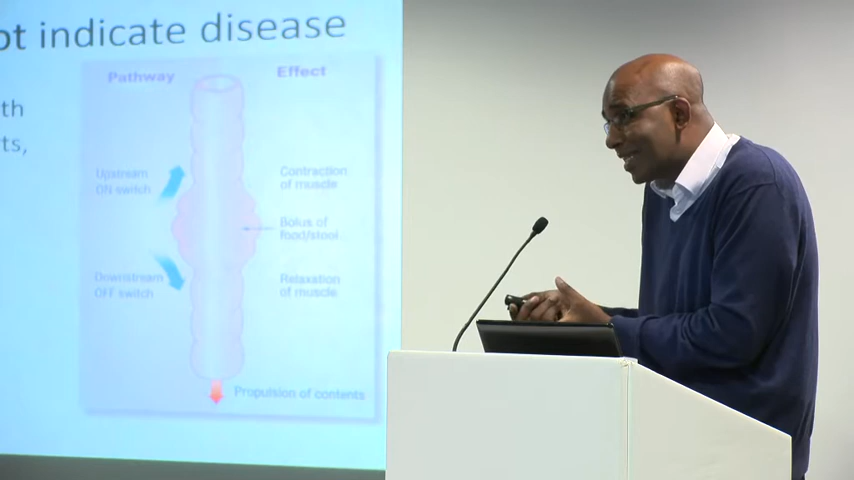 ot indicate disease
Pathway
Effect
th
ts,
Upstream
ON switch
Contraction
of muscle
Bolus of
food/stool
Downstream
OFF switch
Relaxation
of muscle
Propulsion of contents